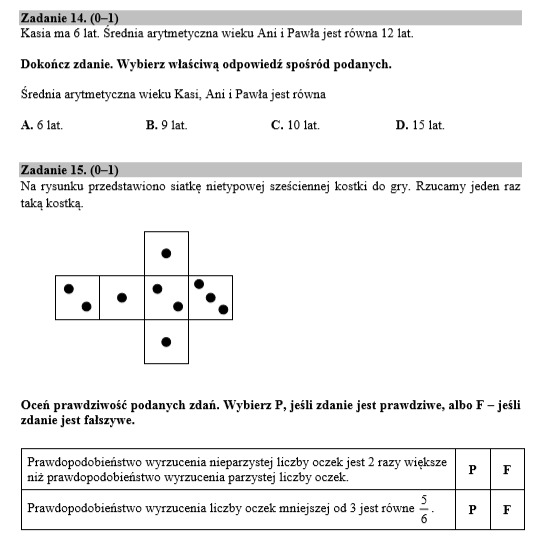 Zadanie 14. (0–1)
Kasia ma 6 lat. Średnia arytmetyczna wieku Ani i Pawła jest równa 12 lat.
Dokończ zdanie. Wybierz właściwą odpowiedź spośród podanych.
Średnia arytmetyczna wieku Kasi, Ani i Pawła jest równa
A. 6 lat. B. 9 lat. C. 10 lat. D. 15 lat.
Zadanie 15. (0–1)
Na rysunku przedstawiono siatkę nietypowej sześciennej kostki do gry. Rzucamy jeden raz
taką kostką.
Oceń prawdziwość podanych zdań. Wybierz P, jeśli zdanie jest prawdziwe, albo F – jeśli
zdanie jest fałszywe.
Prawdopodobieństwo wyrzucenia nieparzystej liczby oczek jest 2 razy większe
niż prawdopodobieństwo wyrzucenia parzystej liczby oczek. P F
Prawdopodobieństwo wyrzucenia liczby oczek mniejszej od 3 jest równe 5/6. P F